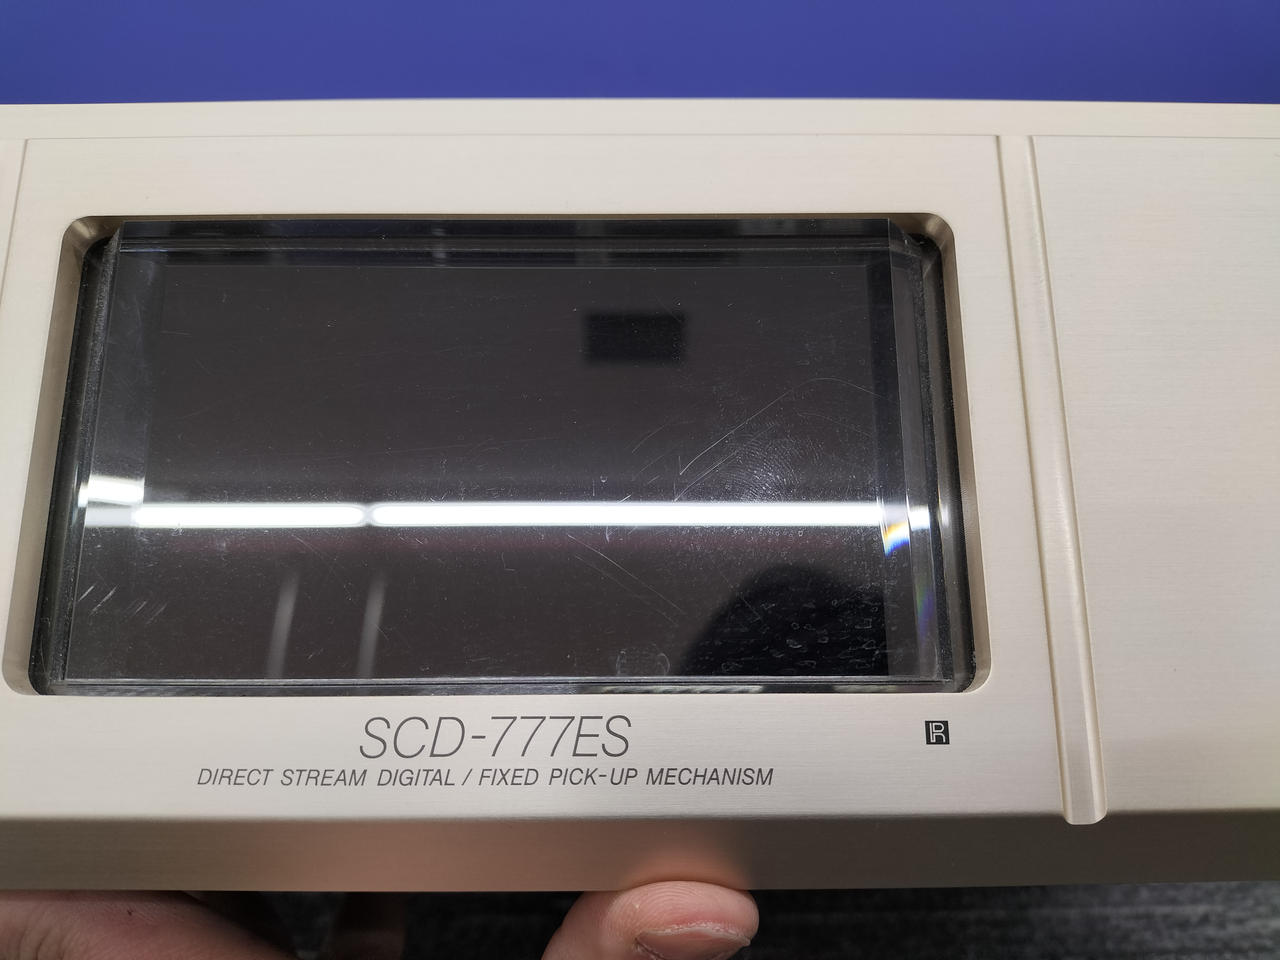 SCD-777ES
R
DIRECT STREAM DIGITAL / FIXED PICK-UP MECHANISM